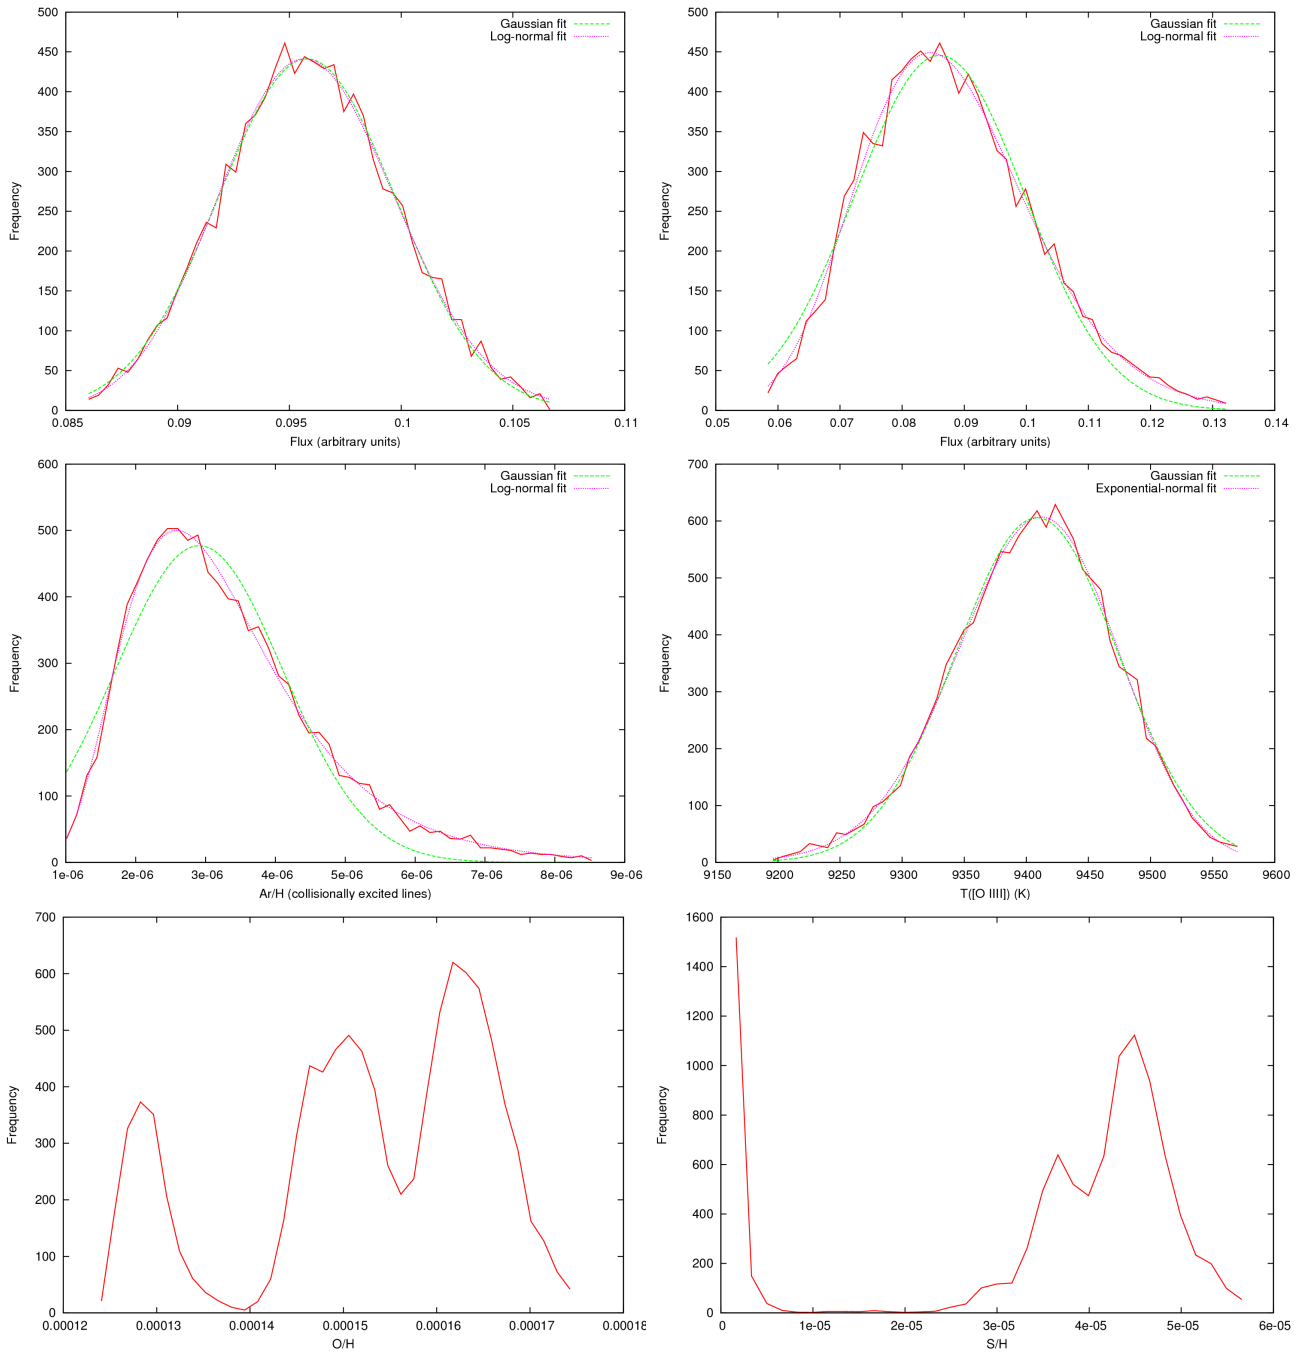 500
450
400
350
300
250
200
150
100
50
0
Frequency
0.085 0.09 0.095 0.1 0.105 0.11
Flux (arbitrary units)
Gaussian fit
Log-normal fit
500
450
400
350
300
250
200
150
100
50
0
Frequency
0.05 0.06 0.07 0.08 0.09 0.1 0.11 0.12 0.13 0.14
Flux (arbitrary units)
Gaussian fit
Log-normal fit
600
500
400
300
200
100
0
Frequency
1e-06 2e-06 3e-06 4e-06 5e-06 6e-06 7e-06 8e-06 9e-06
Ar/H (collisionally excited lines)
Gaussian fit
Log-normal fit
700
600
500
400
300
200
100
0
Frequency
9150 9200 9250 9300 9350 9400 9450 9500 9550 9600
T([O IIII]) (K)
Gaussian fit
Exponential-normal fit
700
600
500
400
300
200
100
0
Frequency
0.00012 0.00013 0.00014 0.00015 0.00016 0.00017 0.00018
O/H
1600
1400
1200
1000
800
600
400
200
0
Frequency
0 1e-05 2e-05 3e-05 4e-05 5e-05 6e-05
S/H